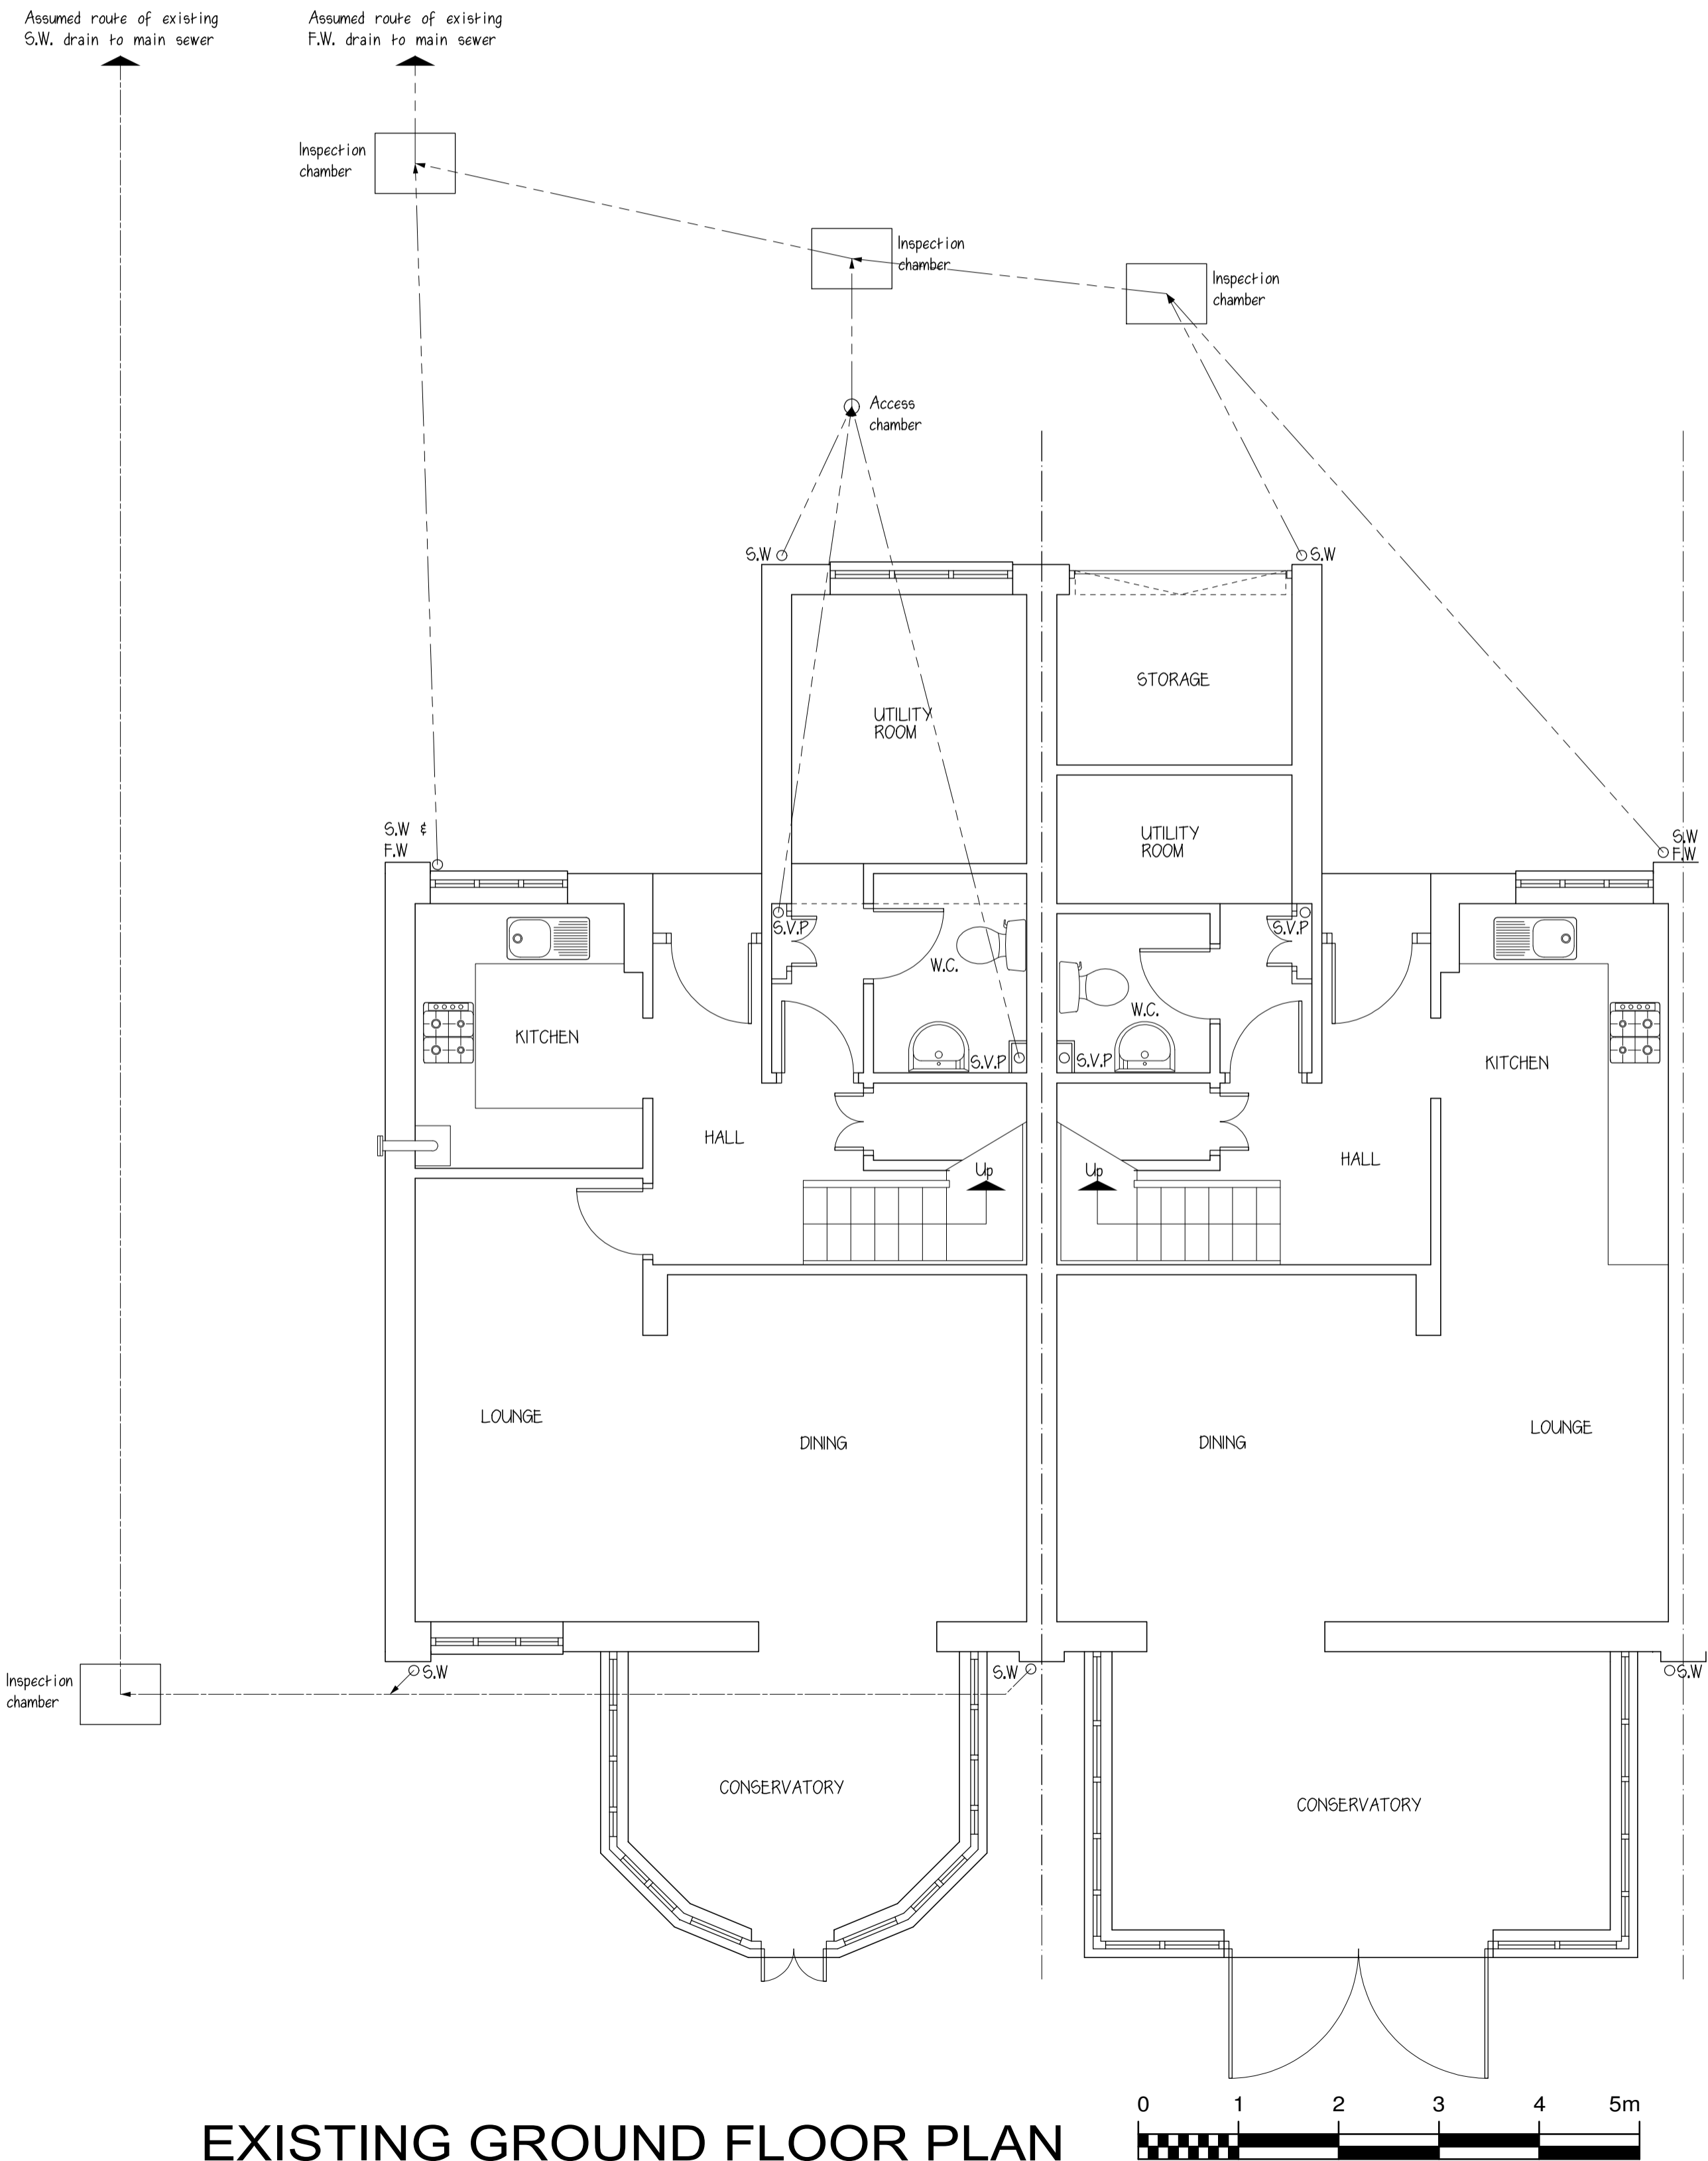 Assumed route of existing
S.W. drain to main sewer
Assumed route of existing
F.W. drain to main sewer
Inspection
chamber
Inspection
chamber
Inspection
chamber
Access
chamber
S.W
S.W
STORAGE
UTILITY
ROOM
S.W &
F.W
UTILITY
ROOM
S.W
F.W
S.V.P
S.V.P
W.C.
W.C.
KITCHEN
S.V.P
S.V.P
KITCHEN
HALL
HALL
Up
Up
LOUNGE
DINING
DINING
LOUNGE
S.W
S.W
S.W
Inspection
chamber
CONSERVATORY
CONSERVATORY
0 1 2 3 4 5m
EXISTING GROUND FLOOR PLAN